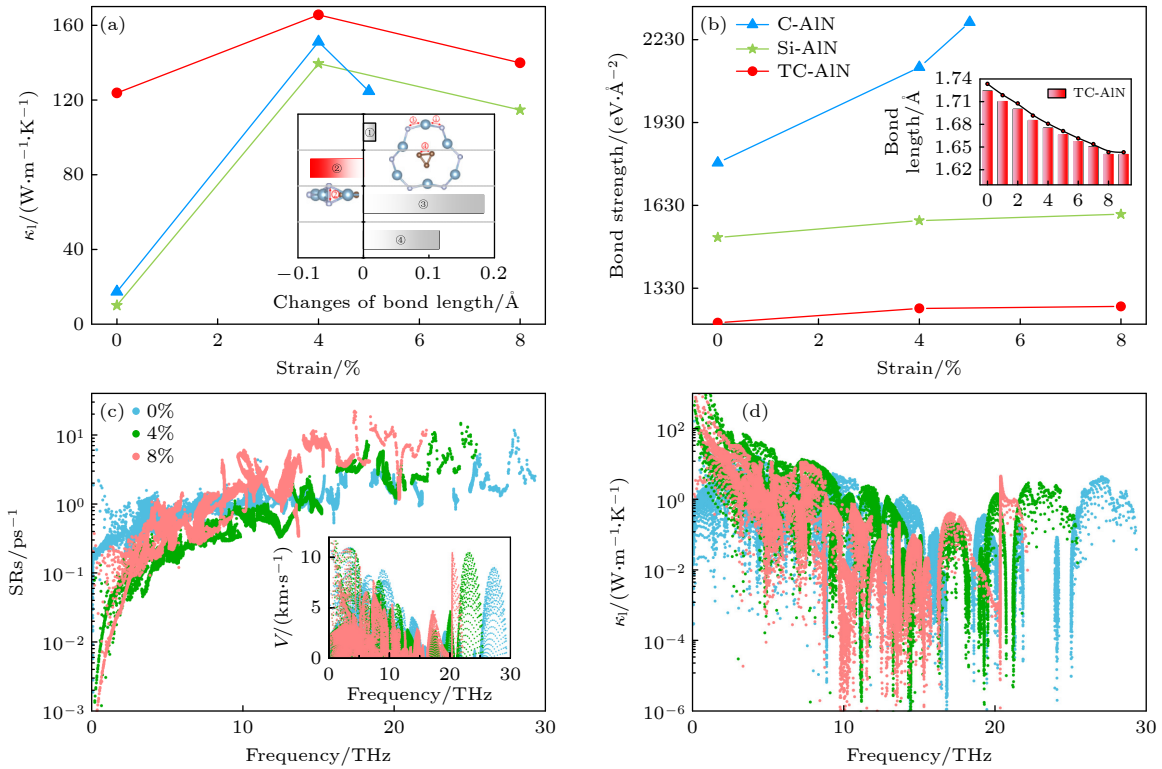 (a)
κl/(W·m−1·K−1)
160
120
80
40
0
①
②
③
④
①
①
④
②
−0.1
0
0.1
0.2
Changes of bond length/Å
0
2
4
6
8
Strain/%
(b)
C-AlN
Si-AlN
TC-AlN
Bond strength/(eV·Å−2)
2230
1930
1630
1330
Bond
length/Å
1.74
1.71
1.68
1.65
1.62
TC-AlN
0 2 4 6 8
0
2
4
6
8
Strain/%
(c)
0%
4%
8%
SRs/ps−1
10^1
10^0
10^−1
10^−2
10^−3
V/(km·s−1)
10
5
0
0 10 20 30
Frequency/THz
0
10
20
30
Frequency/THz
(d)
κl/(W·m−1·K−1)
10^2
10^0
10^−2
10^−4
10^−6
0
10
20
30
Frequency/THz